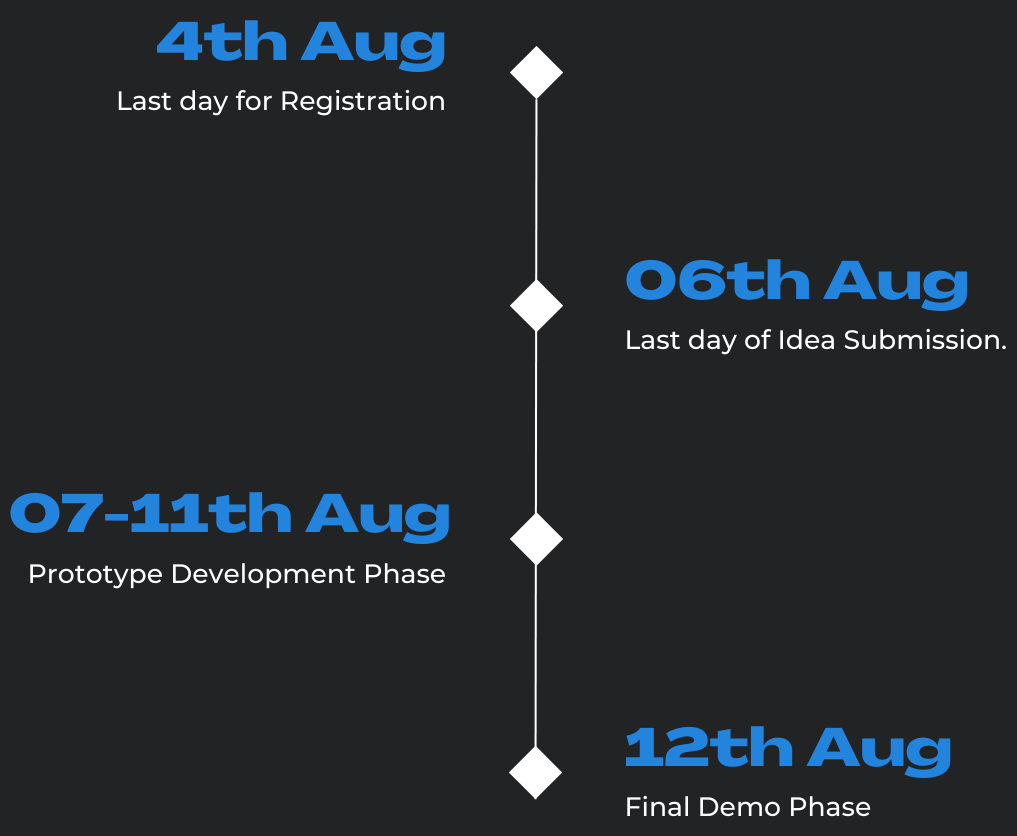 4th Aug
Last day for Registration
06th Aug
Last day of Idea Submission.
07-11th Aug
Prototype Development Phase
12th Aug
Final Demo Phase